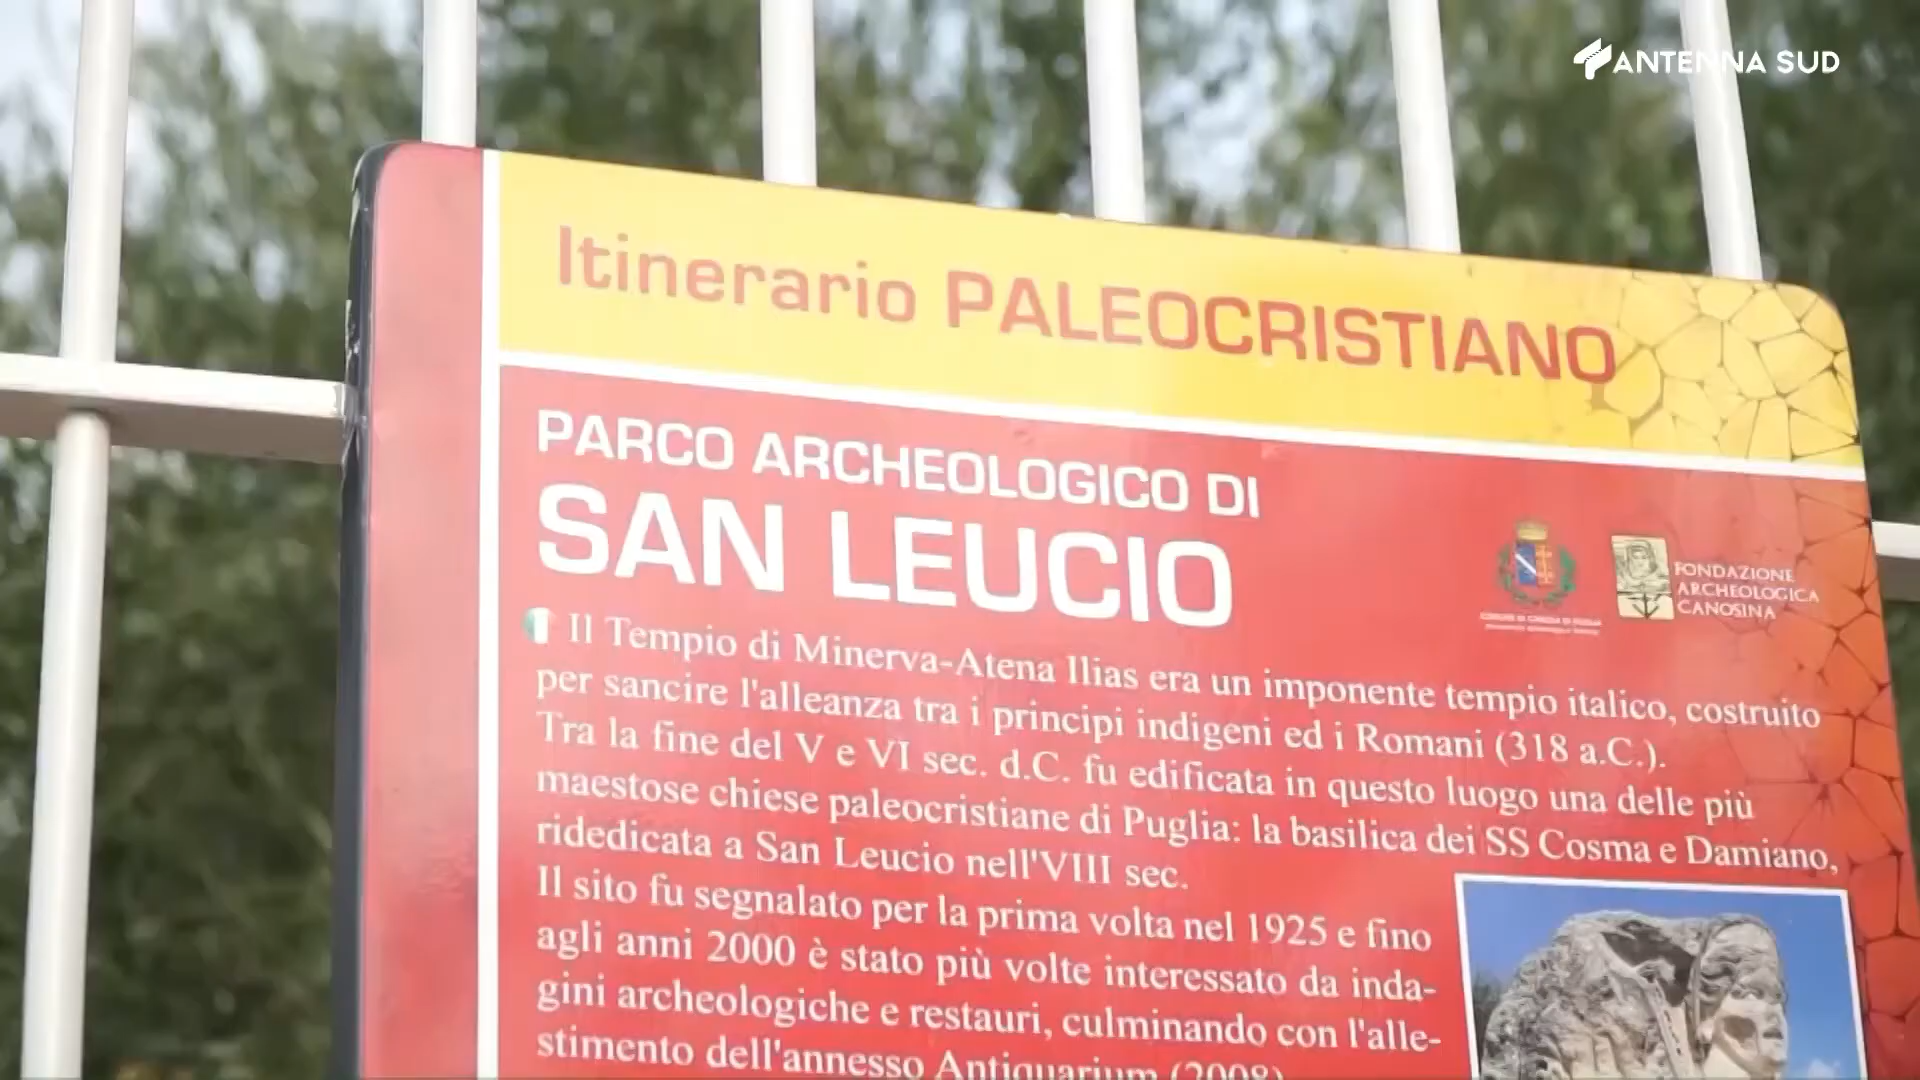 ANTENNA SUD
Itinerario PALEOCRISTIANO
PARCO ARCHEOLOGICO DI
SAN LEUCIO
FONDAZIONE
ARCHEOLOGICA
CANOSINA
Il Tempio di Minerva-Atena Ilias era un imponente tempio italico, costruito
per sancire l'alleanza tra i principi indigeni ed i Romani (318 a.C.).
Tra la fine del V e VI sec. d.C. fu edificata in questo luogo una delle più
maestose chiese paleocristiane di Puglia: la basilica dei SS Cosma e Damiano,
ridedicata a San Leucio nell'VIII sec.
Il sito fu segnalato per la prima volta nel 1925 e fino
agli anni 2000 è stato più volte interessato da inda-
gini archeologiche e restauri, culminando con l'alle-
stimento dell'annesso Antiquarium (2008)